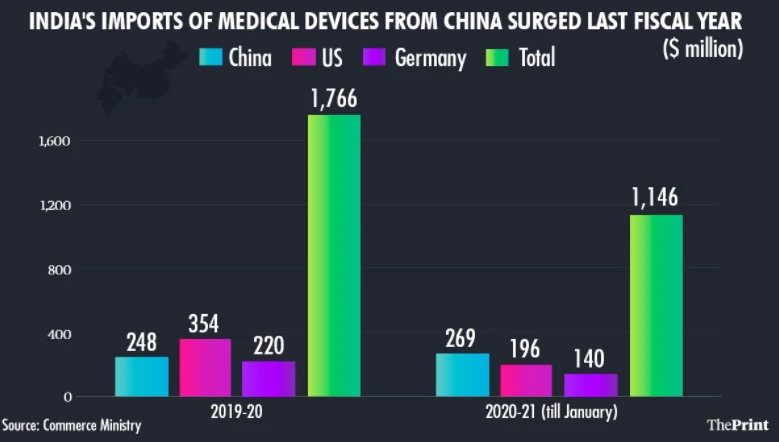 INDIA'S IMPORTS OF MEDICAL DEVICES FROM CHINA SURGED LAST FISCAL YEAR
($ million)
China US Germany Total
1,766
1,600
1,200
1,146
800
400
354
248
220
269
196
140
0
2019-20
2020-21 (till January)
Source: Commerce Ministry
ThePrint